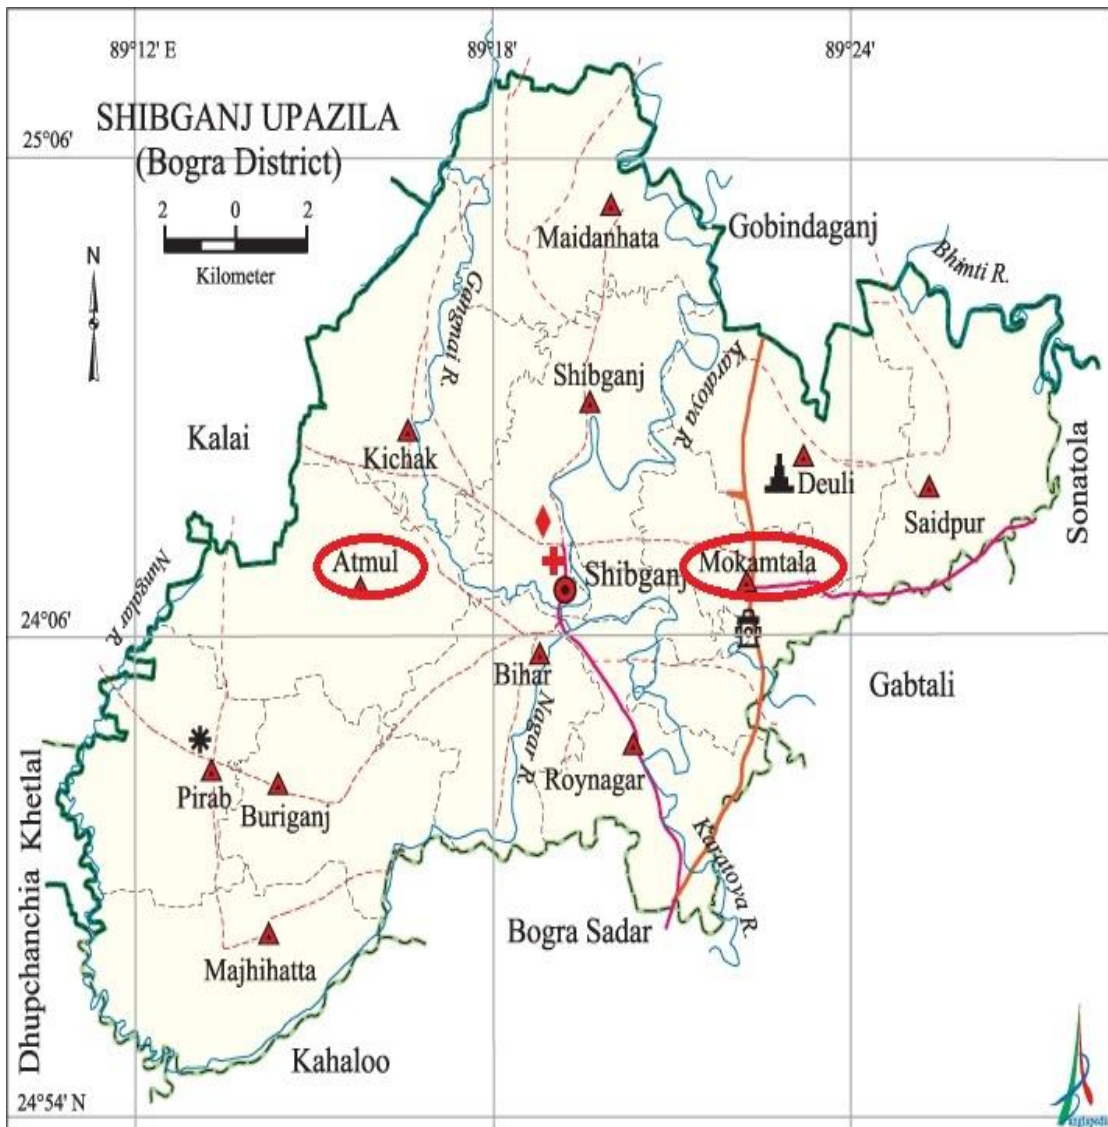 89°12' E
89°18'
89°24'
SHIBGANJ UPAZILA
(Bogra District)
25°06'
2 0 2
Kilometer
N
Maidanhata
Gobindaganj
Bhimti R.
Gangnai R.
Karatoya R.
Shibganj
Kalai
Kichak
Deuli
Saidpur
Sonatola
Atmul
Shibganj
Mokamtala
Nungalar R.
24°06'
Bihar
Gabtali
Nagar R.
Pirab
Buriganj
Roynagar
Khetlal
Dhupchanchia
Karatoya R.
Bogra Sadar
Majhihatta
Kahaloo
24°54' N